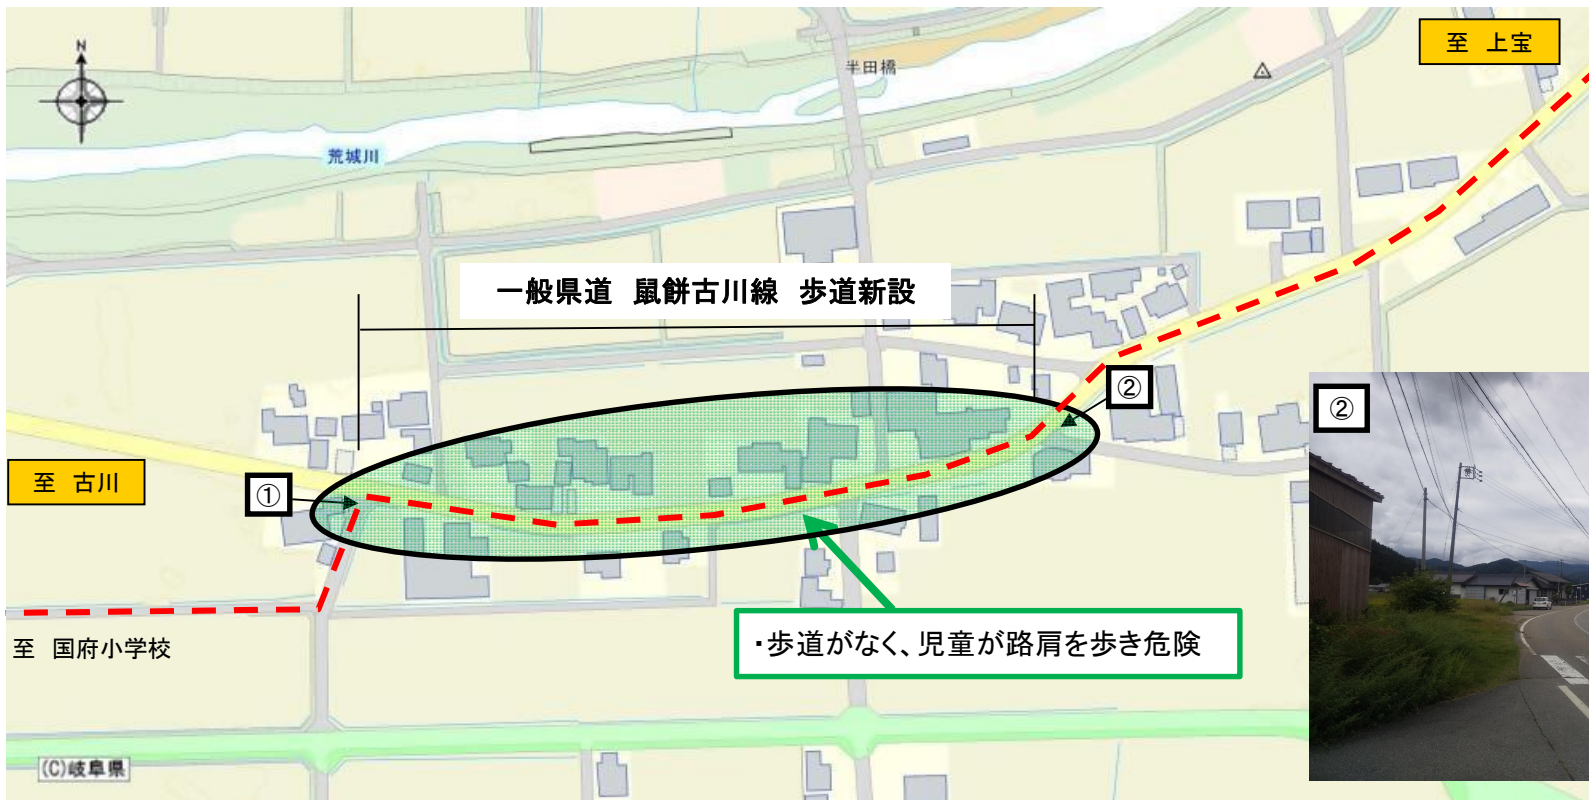 N
至 上宝
半田橋
荒城川
一般県道 鼠餅古川線 歩道新設
②
②
至 古川
①
・歩道がなく、児童が路肩を歩き危険
至 国府小学校
(C)岐阜県